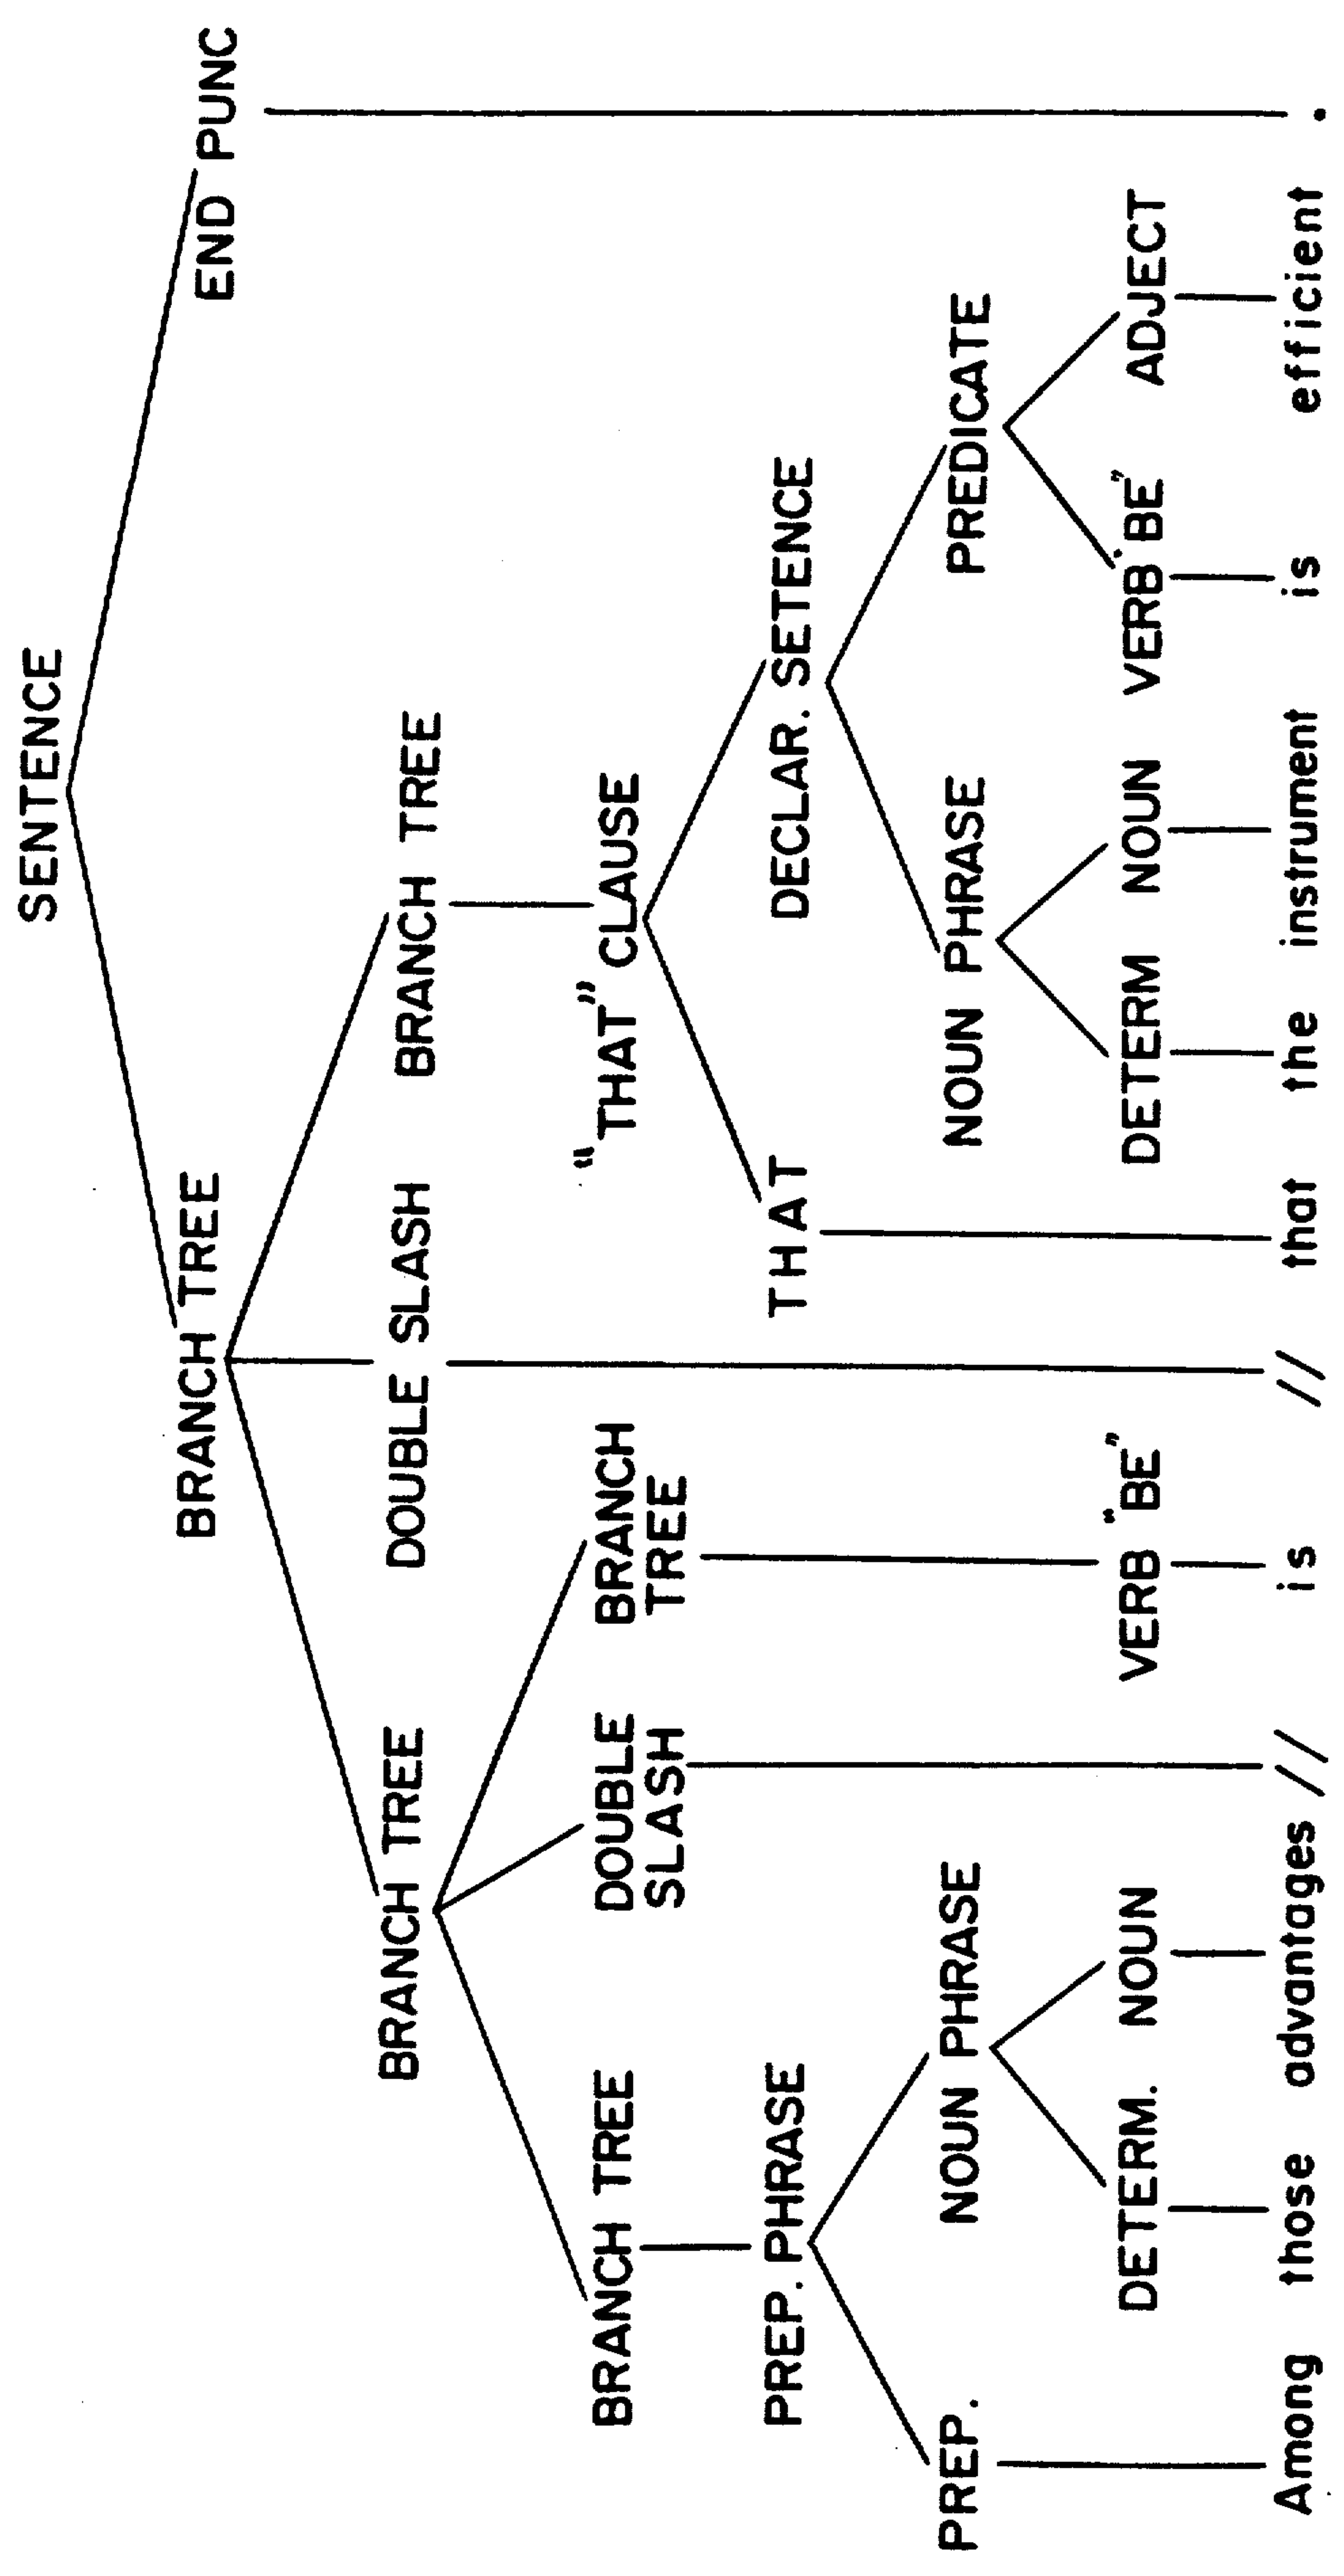 SENTENCE
BRANCH TREE END PUNC
BRANCH TREE DOUBLE SLASH BRANCH TREE
BRANCH TREE DOUBLE BRANCH "THAT" CLAUSE
SLASH TREE
PREP. PHRASE THAT DECLAR. SETENCE
PREP. NOUN PHRASE NOUN PHRASE PREDICATE
DETERM. NOUN VERB "BE" DETERM NOUN VERB "BE" ADJECT
Among those advantages // is // that the instrument is efficient .